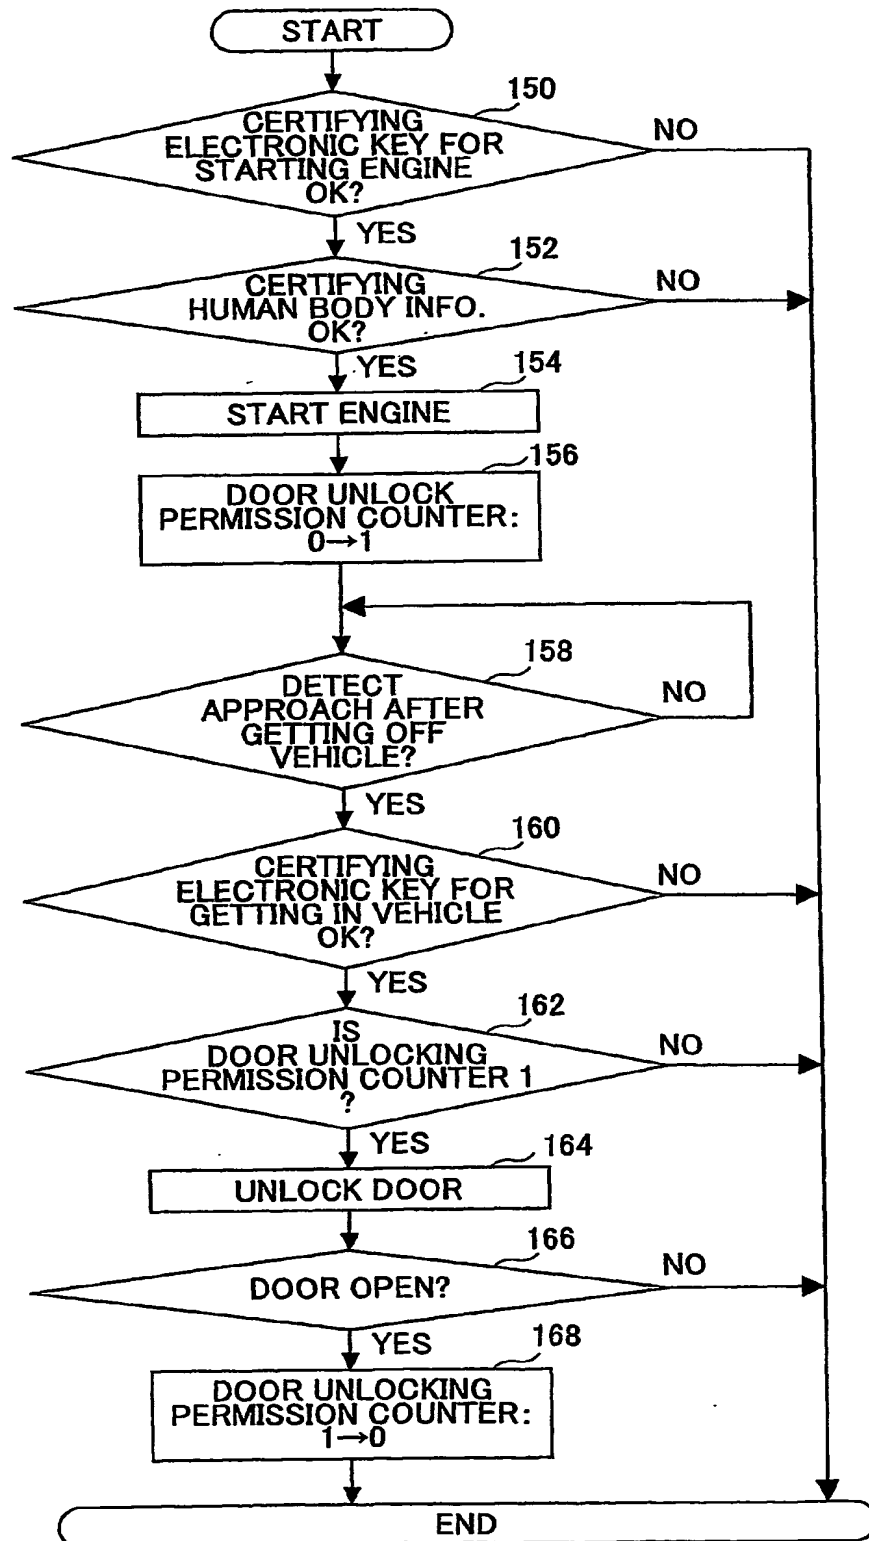 START
150
CERTIFYING
ELECTRONIC KEY FOR
STARTING ENGINE
OK?
NO
YES
152
CERTIFYING
HUMAN BODY INFO.
OK?
NO
YES
154
START ENGINE
156
DOOR UNLOCK
PERMISSION COUNTER:
0→1
158
DETECT
APPROACH AFTER
GETTING OFF
VEHICLE?
NO
YES
160
CERTIFYING
ELECTRONIC KEY FOR
GETTING IN VEHICLE
OK?
NO
YES
162
IS
DOOR UNLOCKING
PERMISSION COUNTER 1
?
NO
YES
164
UNLOCK DOOR
166
DOOR OPEN?
NO
YES
168
DOOR UNLOCKING
PERMISSION COUNTER:
1→0
END